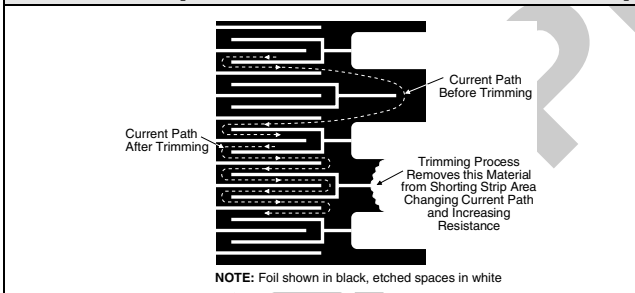 Current Path
Before Trimming
Current Path
After Trimming
Trimming Process
Removes this Material
from Shorting Strip Area
Changing Current Path
and Increasing
Resistance
NOTE: Foil shown in black, etched spaces in white